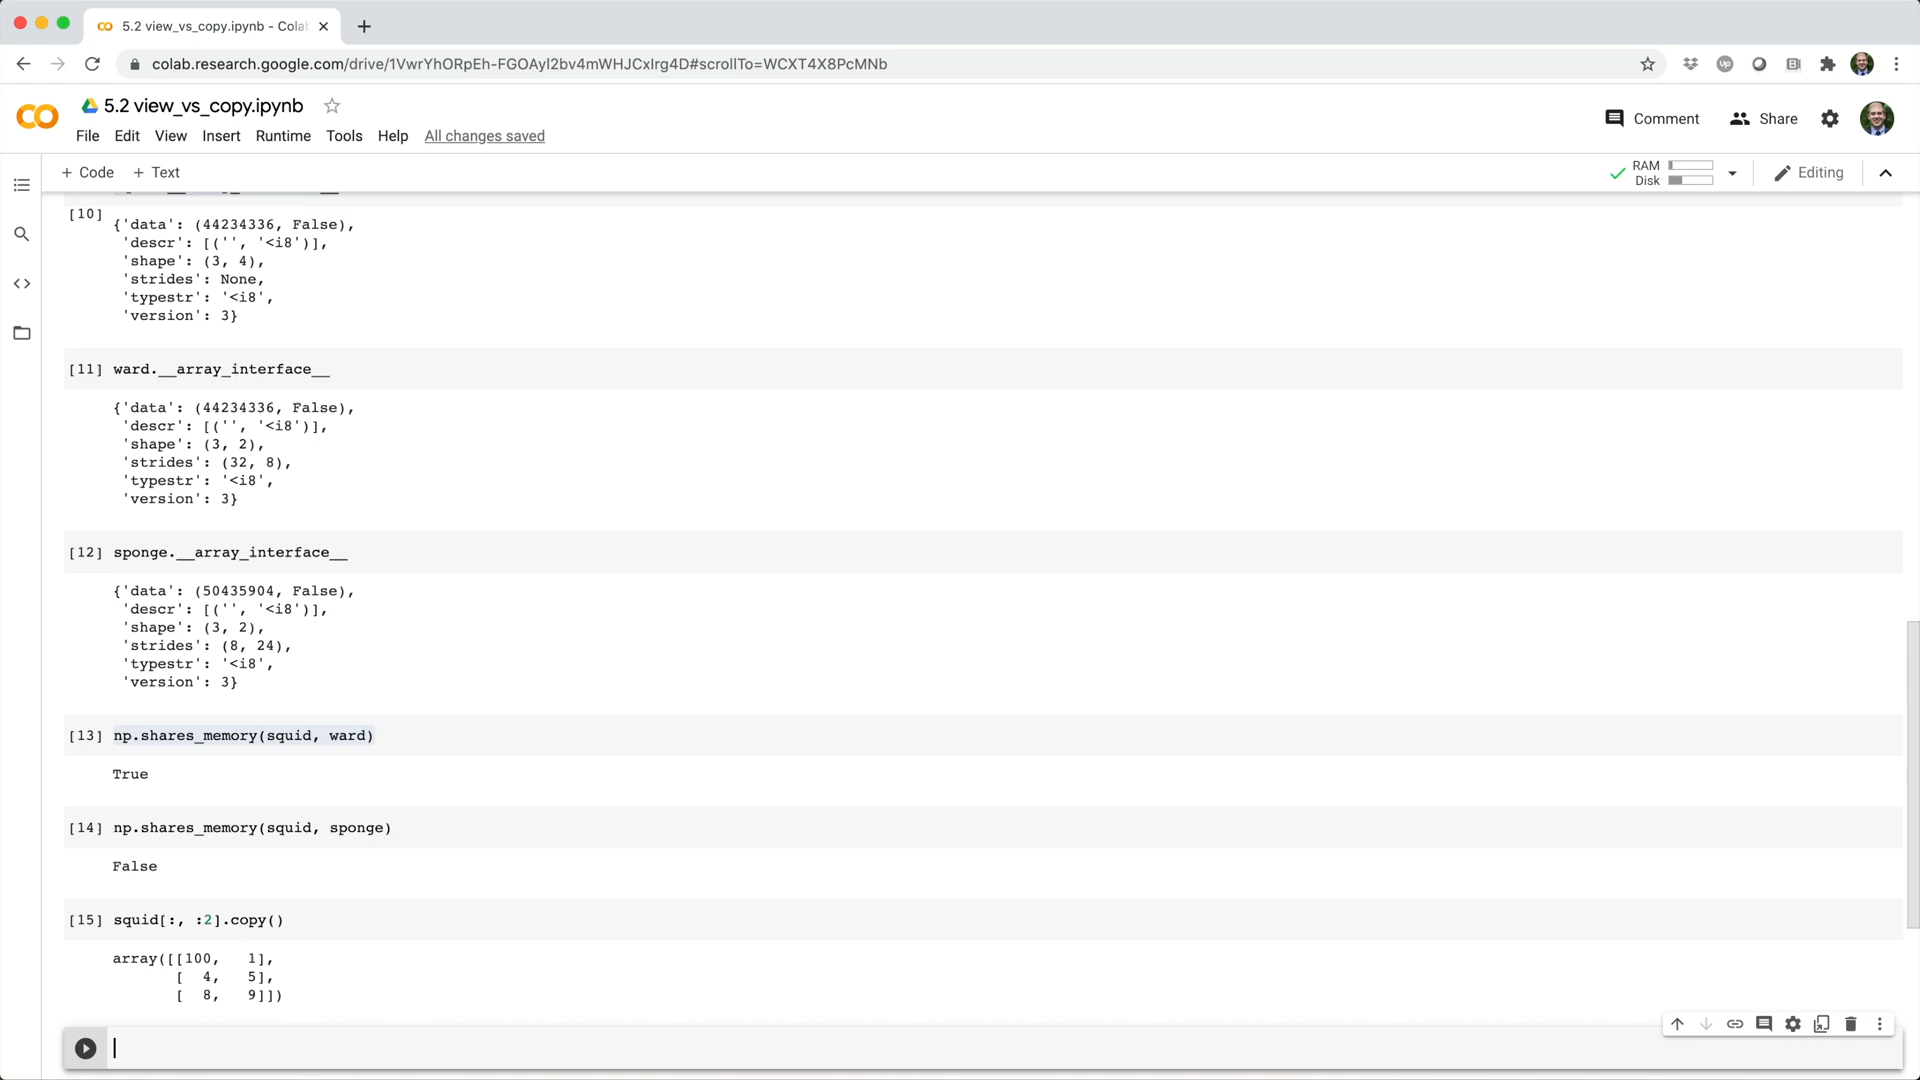 5.2 view_vs_copy.ipynb - Cola
colab.research.google.com/drive/1VwrYhORpEh-FGOAyl2bv4mWHJCxIrg4D#scrollTo=WCXT4X8PcMNb
5.2 view_vs_copy.ipynb
Comment
Share
File Edit View Insert Runtime Tools Help All changes saved
+ Code + Text
RAM
Disk
Editing
[10]
{'data': (44234336, False),
'descr': [('', '<i8')],
'shape': (3, 4),
'strides': None,
'typestr': '<i8',
'version': 3}
[11] ward.__array_interface__
{'data': (44234336, False),
'descr': [('', '<i8')],
'shape': (3, 2),
'strides': (32, 8),
'typestr': '<i8',
'version': 3}
[12] sponge.__array_interface__
{'data': (50435904, False),
'descr': [('', '<i8')],
'shape': (3, 2),
'strides': (8, 24),
'typestr': '<i8',
'version': 3}
[13] np.shares_memory(squid, ward)
True
[14] np.shares_memory(squid, sponge)
False
[15] squid[:, :2].copy()
array([[100, 1],
[ 4, 5],
[ 8, 9]])